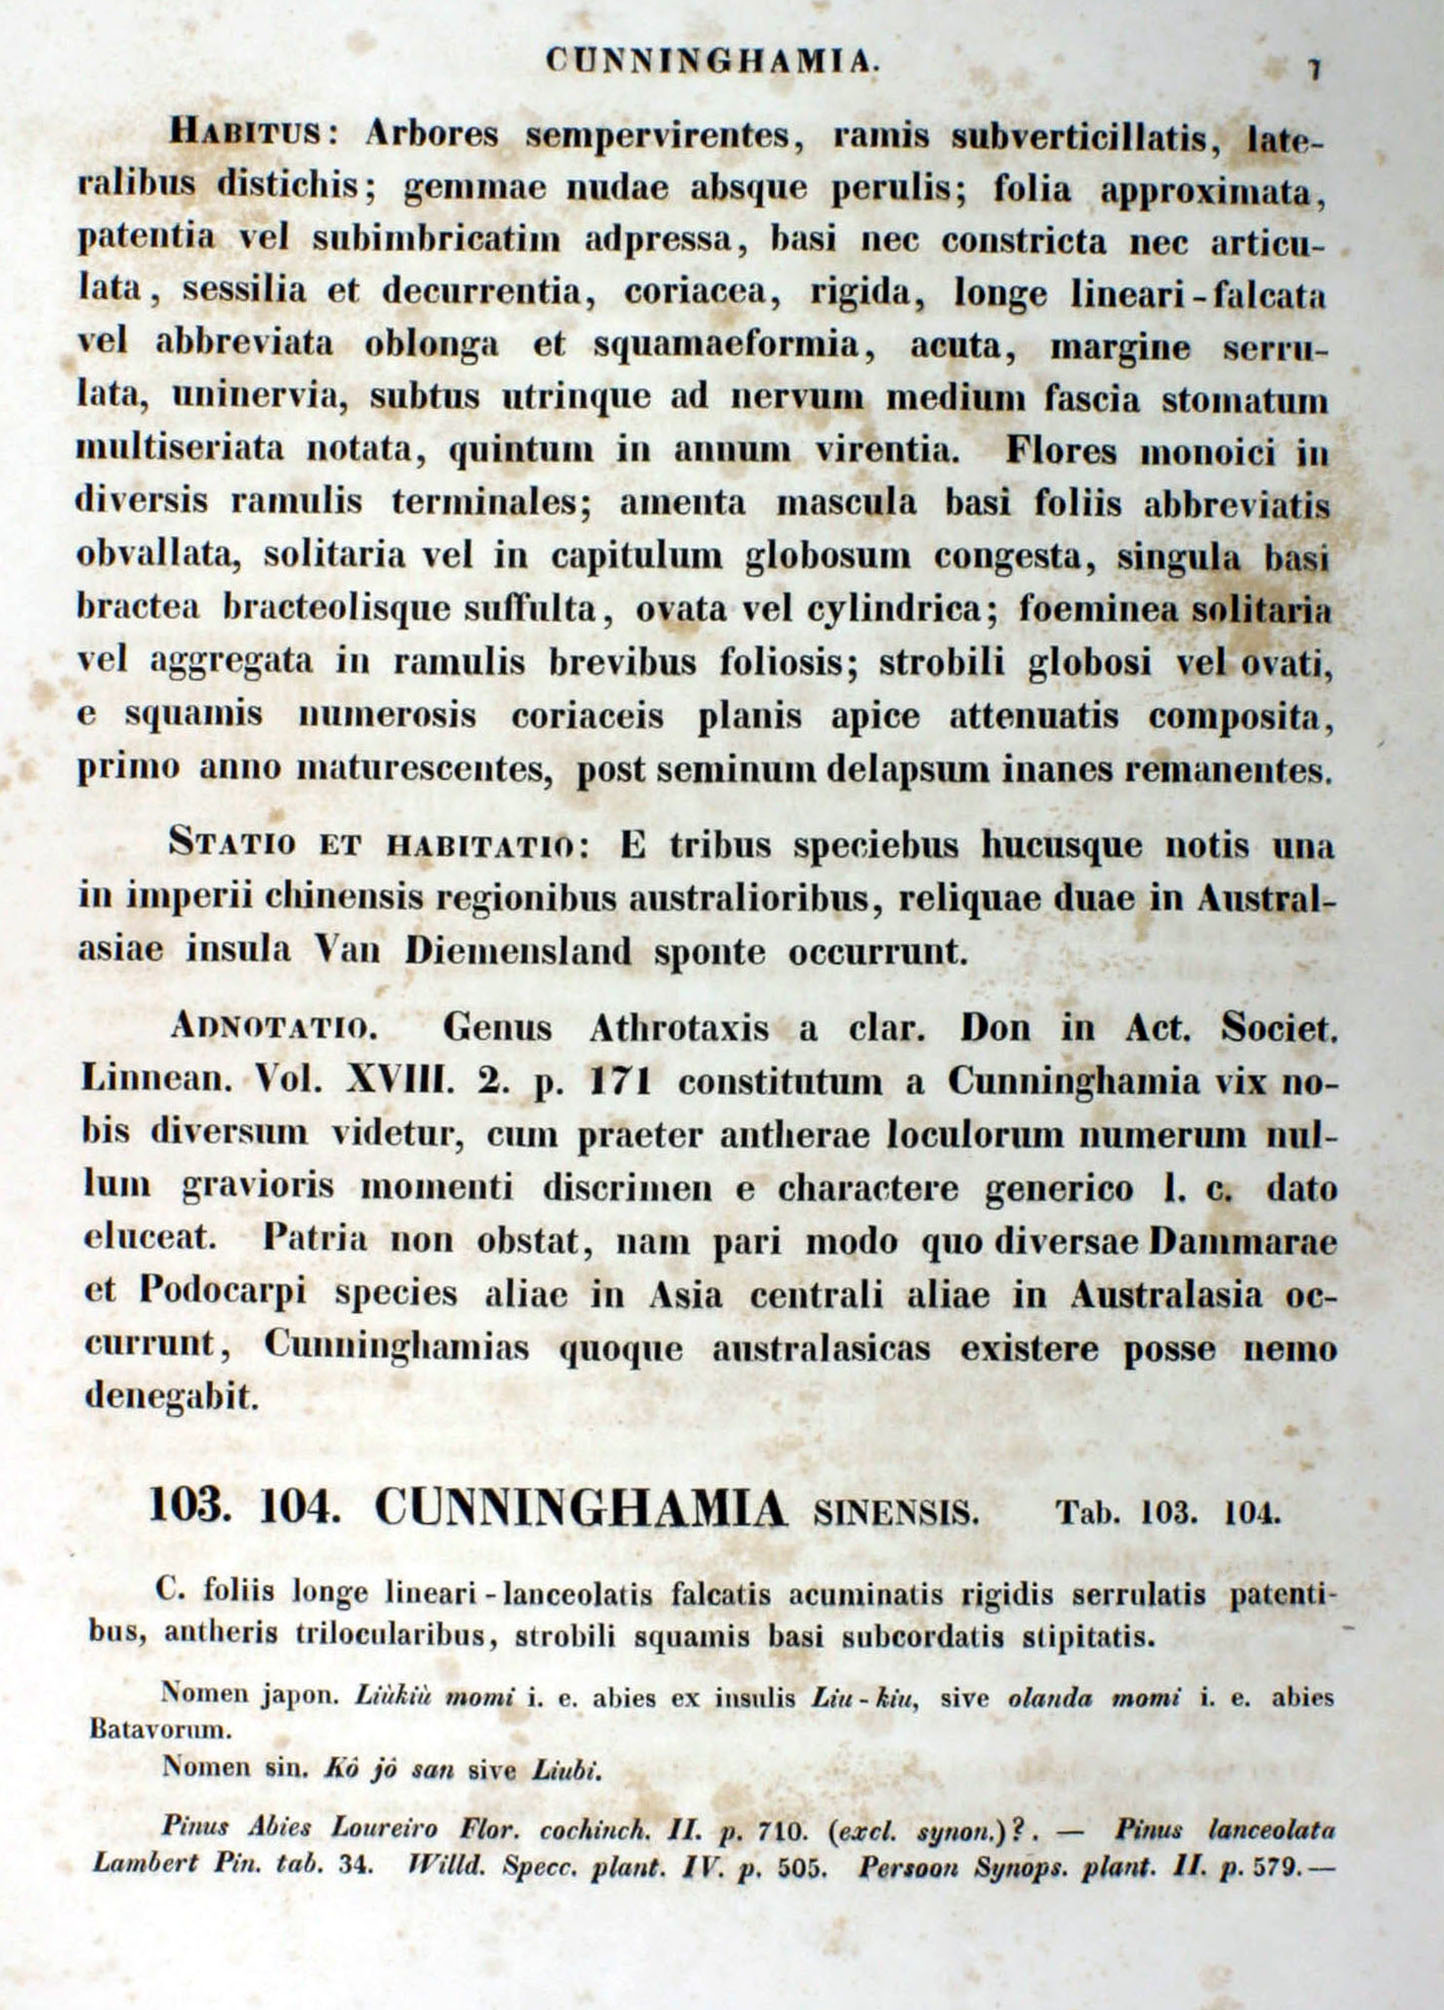 CUNNINGHAMIA. 7
HABITUS: Arbores sempervirentes, ramis subverticillatis, late-
ralibus distichis; gemmae nudae absque perulis; folia approximata,
patentia vel subimbricatim adpressa, basi nec constricta nec articu-
lata, sessilia et decurrentia, coriacea, rigida, longe lineari-falcata
vel abbreviata oblonga et squamaeformia, acuta, margine serru-
lata, uninervia, subtus utrinque ad nervum medium fascia stomatum
multiseriata notata, quintum in annum virentia. Flores monoici in
diversis ramulis terminales; amenta mascula basi foliis abbreviatis
obvallata, solitaria vel in capitulum globosum congesta, singula basi
bractea bracteolisque suffulta, ovata vel cylindrica; foeminea solitaria
vel aggregata in ramulis brevibus foliosis; strobili globosi vel ovati,
e squamis numerosis coriaceis planis apice attenuatis composita,
primo anno maturescentes, post seminum delapsum inanes remanentes.
STATIO ET HABITATIO: E tribus speciebus hucusque notis una
in imperii chinensis regionibus australioribus, reliquae duae in Austral-
asiae insula Van Diemensland sponte occurrunt.
ADNOTATIO. Genus Athrotaxis a clar. Don in Act. Societ.
Linnean. Vol. XVIII. 2. p. 171 constitutum a Cunninghamia vix no-
bis diversum videtur, cum praeter antherae loculorum numerum nul-
lum gravioris momenti discrimen e charactere generico l. c. dato
eluceat. Patria non obstat, nam pari modo quo diversae Dammarae
et Podocarpi species aliae in Asia centrali aliae in Australasia oc-
currunt, Cunninghamias quoque australasicas existere posse nemo
denegabit.
103. 104. CUNNINGHAMIA SINENSIS. Tab. 103. 104.
C. foliis longe lineari-lanceolatis falcatis acuminatis rigidis serrulatis patenti-
bus, antheris trilocularibus, strobili squamis basi subcordatis stipitatis.
Nomen japon. Liùkiù momi i. e. abies ex insulis Liu-kiu, sive olanda momi i. e. abies
Batavorum.
Nomen sin. Kô jô san sive Liubi.
Pinus Abies Loureiro Flor. cochinch. II. p. 710. (excl. synon.)?. — Pinus lanceolata
Lambert Pin. tab. 34. Willd. Specc. plant. IV. p. 505. Persoon Synops. plant. II. p. 579.—